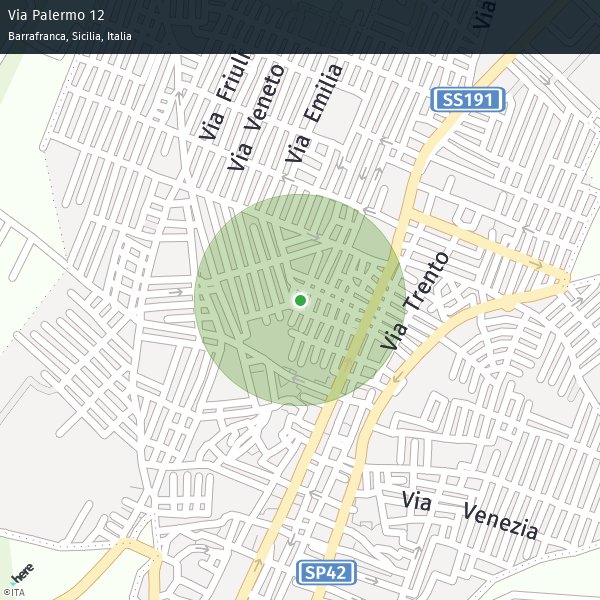 Via Palermo 12
Barrafranca, Sicilia, Italia
Via
Via Friuli
Via Veneto
Via Emilia
SS191
Via Trento
Via Venezia
SP42
here
©ITA